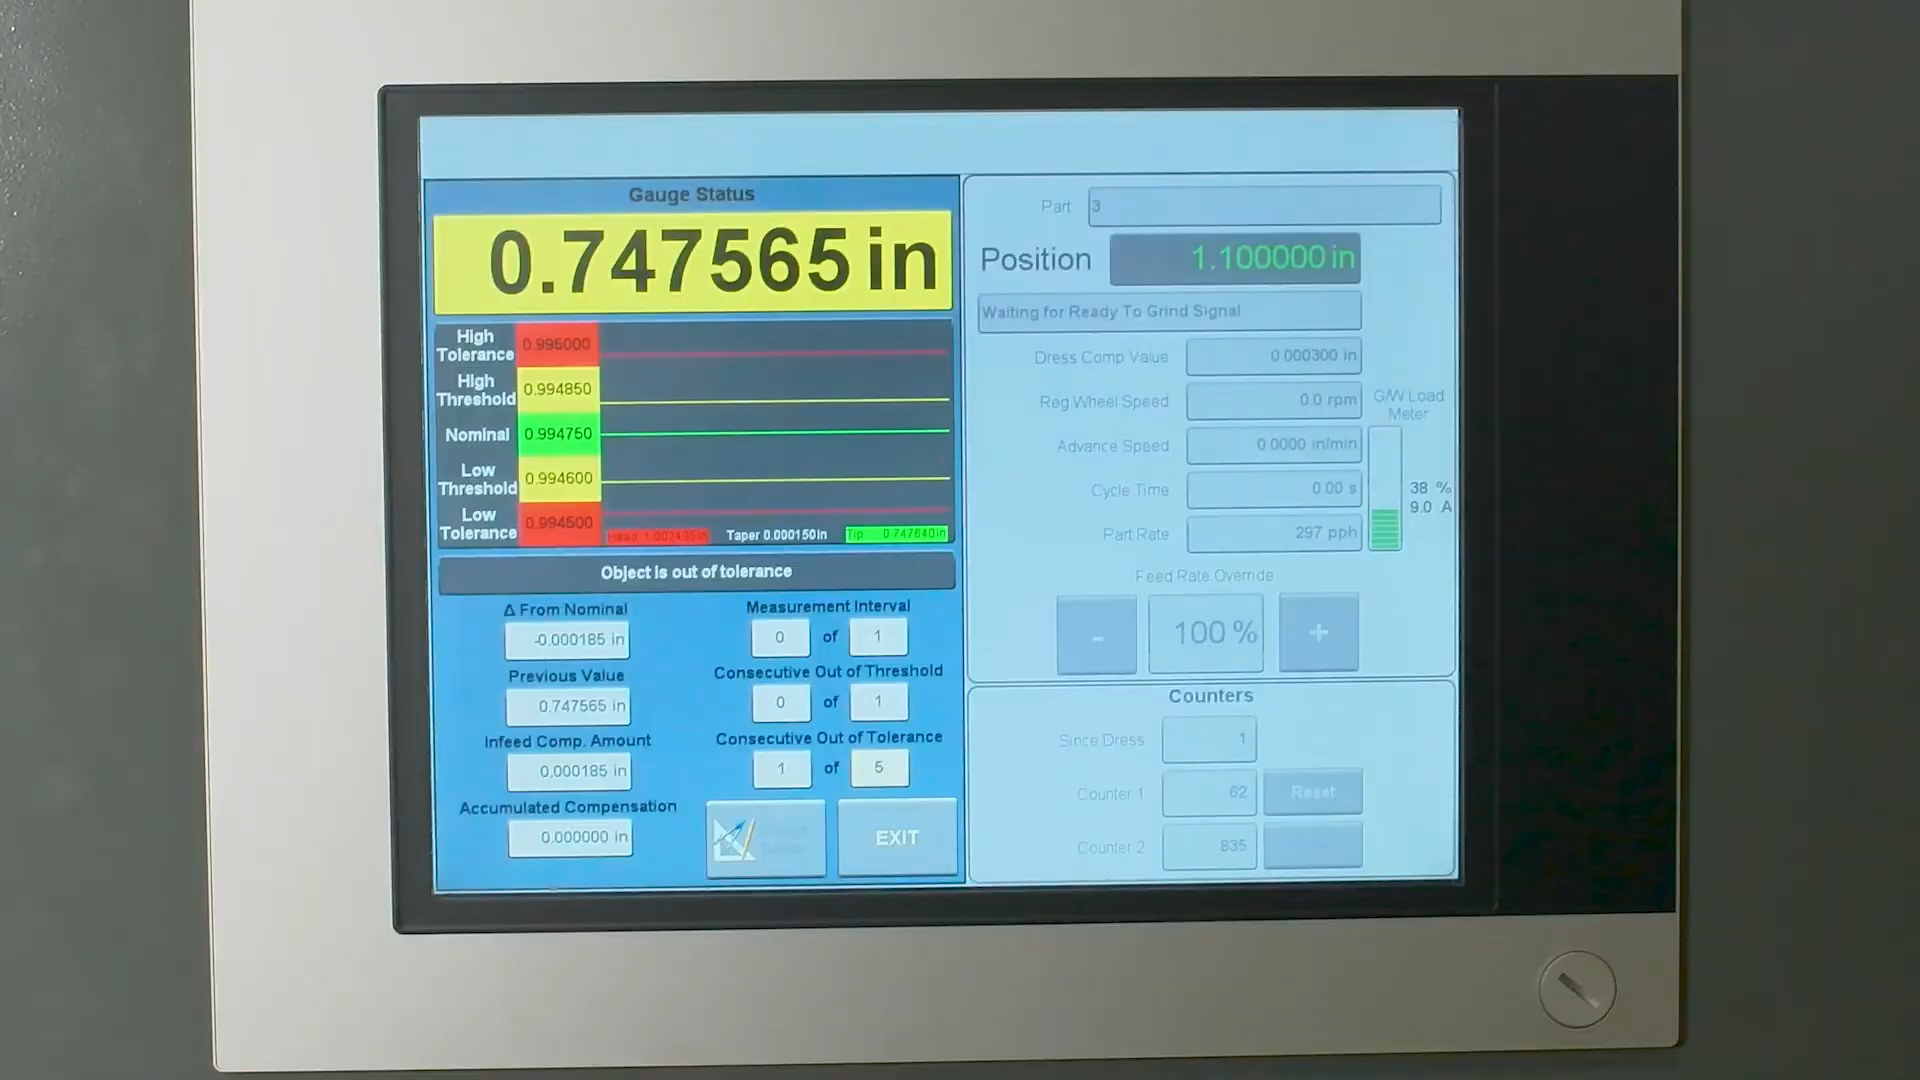 Gauge Status
0.747565 in
High Tolerance 0.995000
High Threshold 0.994850
Nominal 0.994750
Low Threshold 0.994600
Low Tolerance 0.994500
Taper 0.000150in
Tip 0.747640in
Object is out of tolerance
Δ From Nominal
-0.000185 in
Previous Value
0.747565 in
Infeed Comp. Amount
0.000185 in
Accumulated Compensation
0.000000 in
Measurement Interval
0 of 1
Consecutive Out of Threshold
0 of 1
Consecutive Out of Tolerance
1 of 5
EXIT
Part 3
Position 1.100000 in
Waiting for Ready To Grind Signal
Dress Comp Value 0.000300 in
Reg Wheel Speed 0.0 rpm
Advance Speed 0.0000 in/min
Cycle Time 0.00 s
Part Rate 297 pph
G/W Load
Meter
38 %
9.0 A
Feed Rate Override
- 100 % +
Counters
Since Dress 1
Counter 1 62 Reset
Counter 2 835